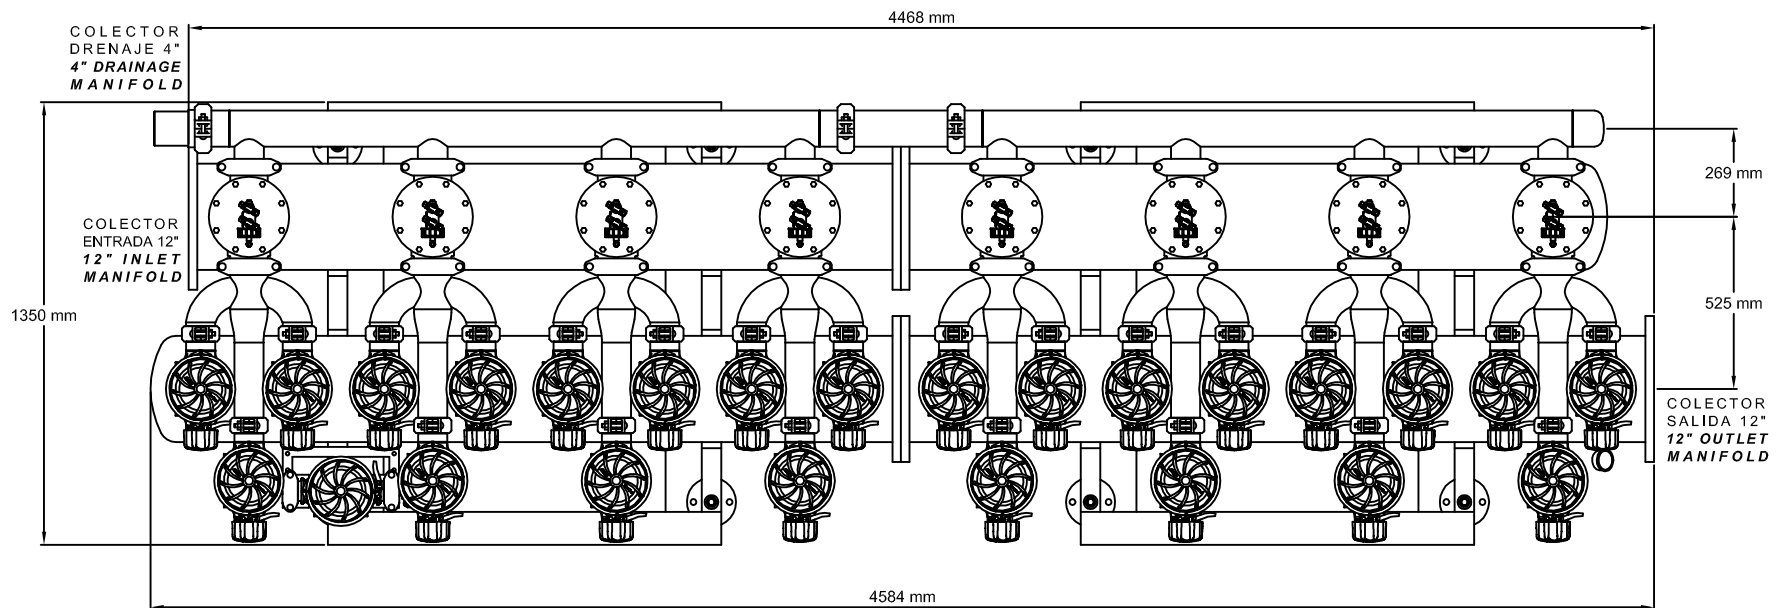 4468 mm
COLECTOR
DRENAJE 4"
4" DRAINAGE
MANIFOLD
269 mm
COLECTOR
ENTRADA 12"
12" INLET
MANIFOLD
1350 mm
525 mm
COLECTOR
SALIDA 12"
12" OUTLET
MANIFOLD
4584 mm